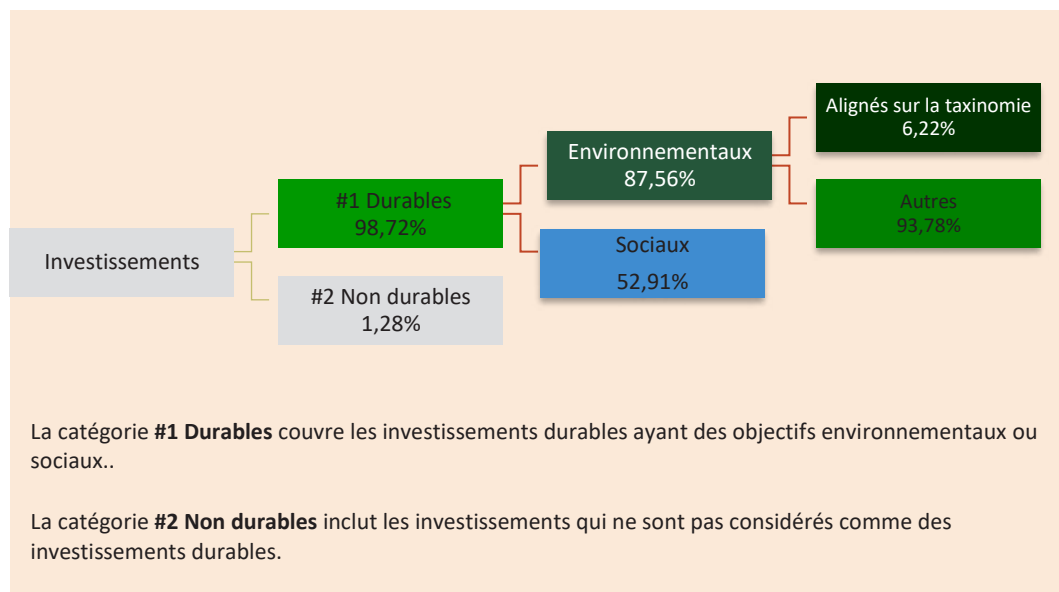 Investissements
#1 Durables
98,72%
#2 Non durables
1,28%
Environnementaux
87,56%
Sociaux
52,91%
Alignés sur la taxinomie
6,22%
Autres
93,78%
La catégorie #1 Durables couvre les investissements durables ayant des objectifs environnementaux ou
sociaux..
La catégorie #2 Non durables inclut les investissements qui ne sont pas considérés comme des
investissements durables.